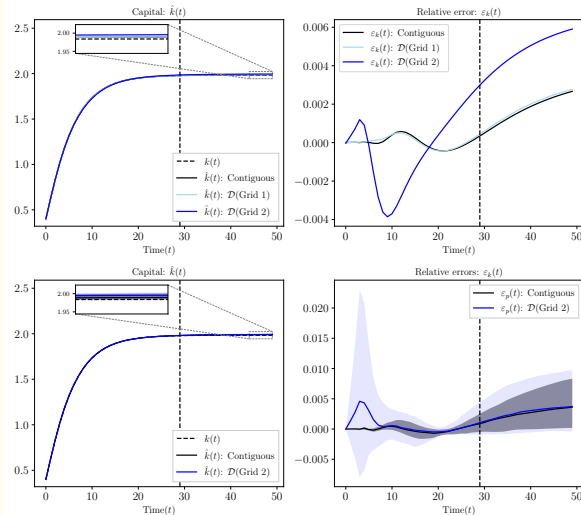 Capital: k̂(t)
2.00
1.95
2.5
2.0
1.5
1.0
0.5
k(t)
k̂(t): Contiguous
k̂(t): 𝒟(Grid 1)
k̂(t): 𝒟(Grid 2)
0 10 20 30 40 50
Time(t)
Relative error: ε_k(t)
0.006
0.004
0.002
0.000
−0.002
−0.004
ε_k(t): Contiguous
ε_k(t): 𝒟(Grid 1)
ε_k(t): 𝒟(Grid 2)
0 10 20 30 40 50
Time(t)
Capital: k̂(t)
2.00
1.95
2.5
2.0
1.5
1.0
0.5
k(t)
k̂(t): Contiguous
k̂(t): 𝒟(Grid 2)
0 10 20 30 40 50
Time(t)
Relative errors: ε_k(t)
0.020
0.015
0.010
0.005
0.000
−0.005
ε_p(t): Contiguous
ε_p(t): 𝒟(Grid 2)
0 10 20 30 40 50
Time(t)